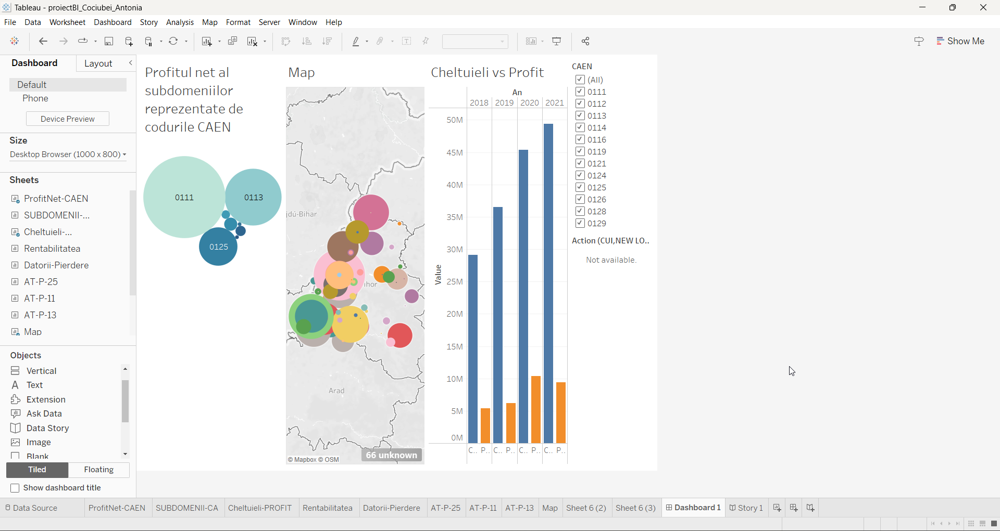 Tableau - proiectBI_Cociubei_Antonia
File Data Worksheet Dashboard Story Analysis Map Format Server Window Help
Show Me
Dashboard Layout
Default
Phone
Device Preview
Size
Desktop Browser (1000 x 800)
Sheets
ProfitNet-CAEN
SUBDOMENII-...
Cheltuieli-...
Rentabilitatea
Datorii-Pierdere
AT-P-25
AT-P-11
AT-P-13
Map
Objects
Vertical
Text
Extension
Ask Data
Data Story
Image
Blank
Tiled Floating
Show dashboard title
Profitul net al
subdomeniilor
reprezentate de
codurile CAEN
0111
0113
0125
Map
jdú-Bihar
ihor
Arad
© Mapbox © OSM
66 unknown
Cheltuieli vs Profit
An
2018 2019 2020 2021
50M
45M
40M
35M
30M
25M
20M
15M
10M
5M
0M
Value
C.. P.. C.. P.. C.. P.. C.. P..
CAEN
(All)
0111
0112
0113
0114
0116
0119
0121
0124
0125
0126
0128
0129
Action (CUI,NEW LO..
Not available.
Data Source ProfitNet-CAEN SUBDOMENII-CA Cheltuieli-PROFIT Rentabilitatea Datorii-Pierdere AT-P-25 AT-P-11 AT-P-13 Map Sheet 6 (2) Sheet 6 (3) Dashboard 1 Story 1